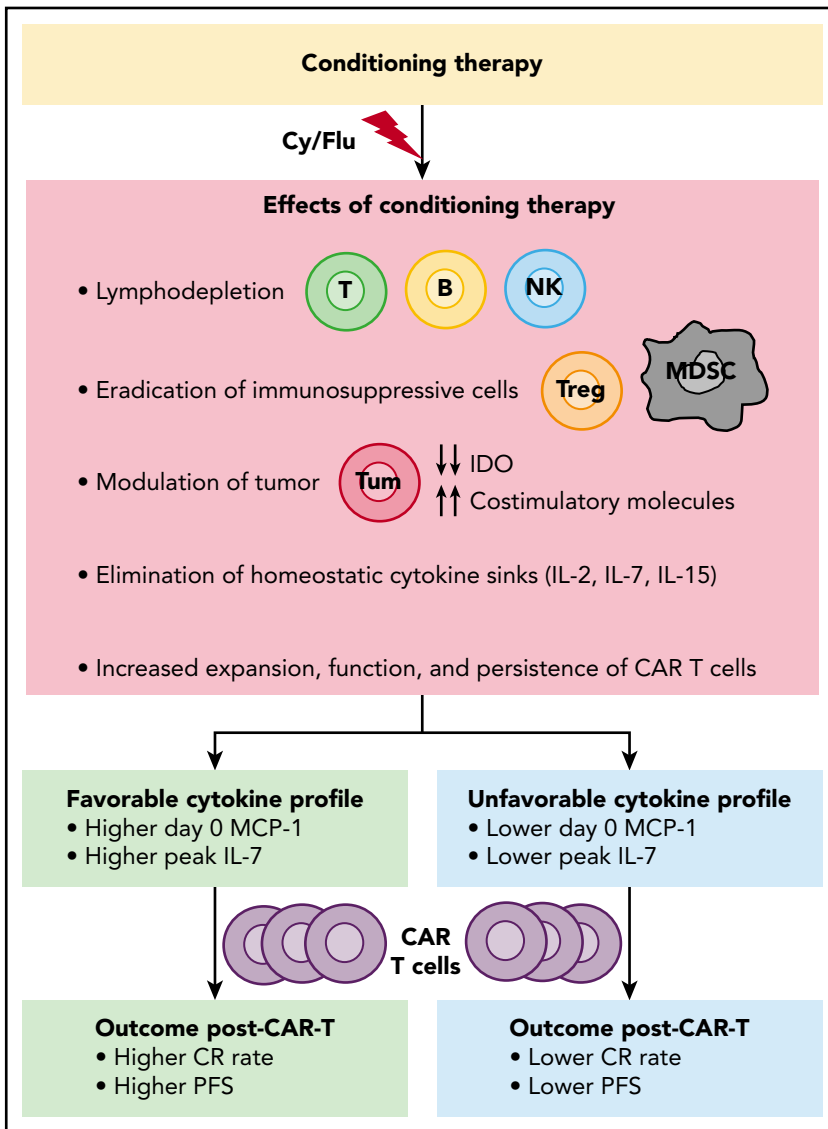 Conditioning therapy
Cy/Flu
Effects of conditioning therapy
• Lymphodepletion T B NK
• Eradication of immunosuppressive cells Treg MDSC
• Modulation of tumor Tum ↓↓ IDO
↑↑ Costimulatory molecules
• Elimination of homeostatic cytokine sinks (IL-2, IL-7, IL-15)
• Increased expansion, function, and persistence of CAR T cells
Favorable cytokine profile
• Higher day 0 MCP-1
• Higher peak IL-7
Unfavorable cytokine profile
• Lower day 0 MCP-1
• Lower peak IL-7
CAR
T cells
Outcome post-CAR-T
• Higher CR rate
• Higher PFS
Outcome post-CAR-T
• Lower CR rate
• Lower PFS